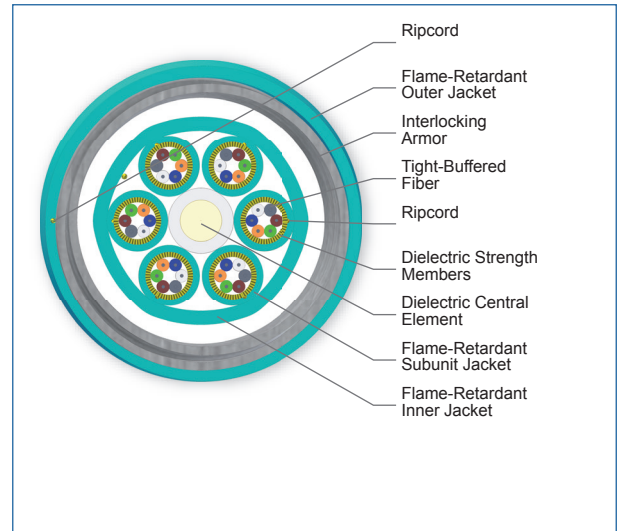 Ripcord
Flame-Retardant
Outer Jacket
Interlocking
Armor
Tight-Buffered
Fiber
Ripcord
Dielectric Strength
Members
Dielectric Central
Element
Flame-Retardant
Subunit Jacket
Flame-Retardant
Inner Jacket